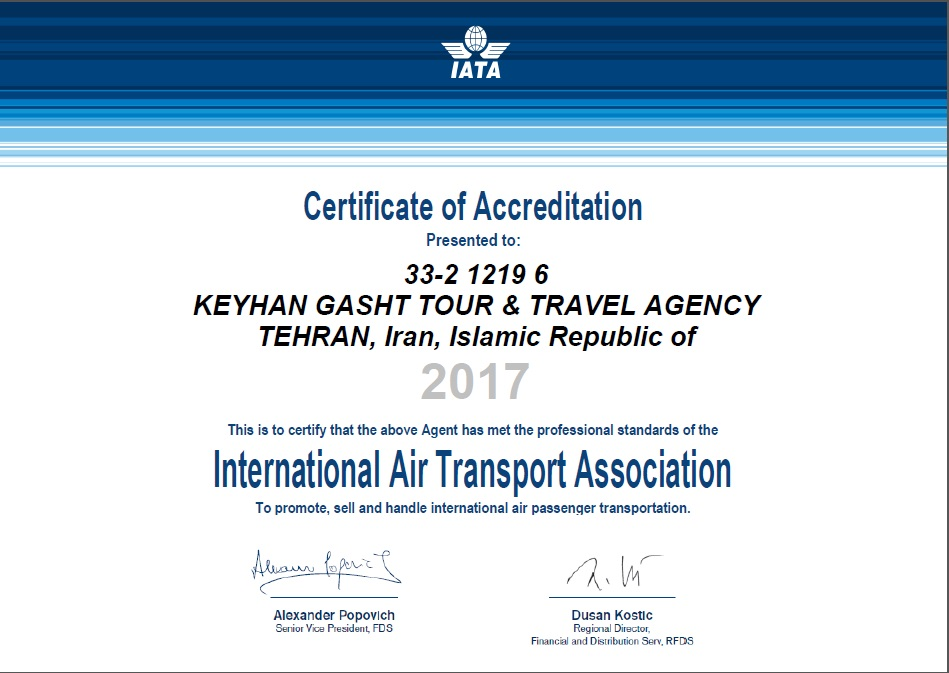 IATA
Certificate of Accreditation
Presented to:
33-2 1219 6
KEYHAN GASHT TOUR & TRAVEL AGENCY
TEHRAN, Iran, Islamic Republic of
2017
This is to certify that the above Agent has met the professional standards of the
International Air Transport Association
To promote, sell and handle international air passenger transportation.
Alexander Popovich
Senior Vice President, FDS
Dusan Kostic
Regional Director,
Financial and Distribution Serv, RFDS